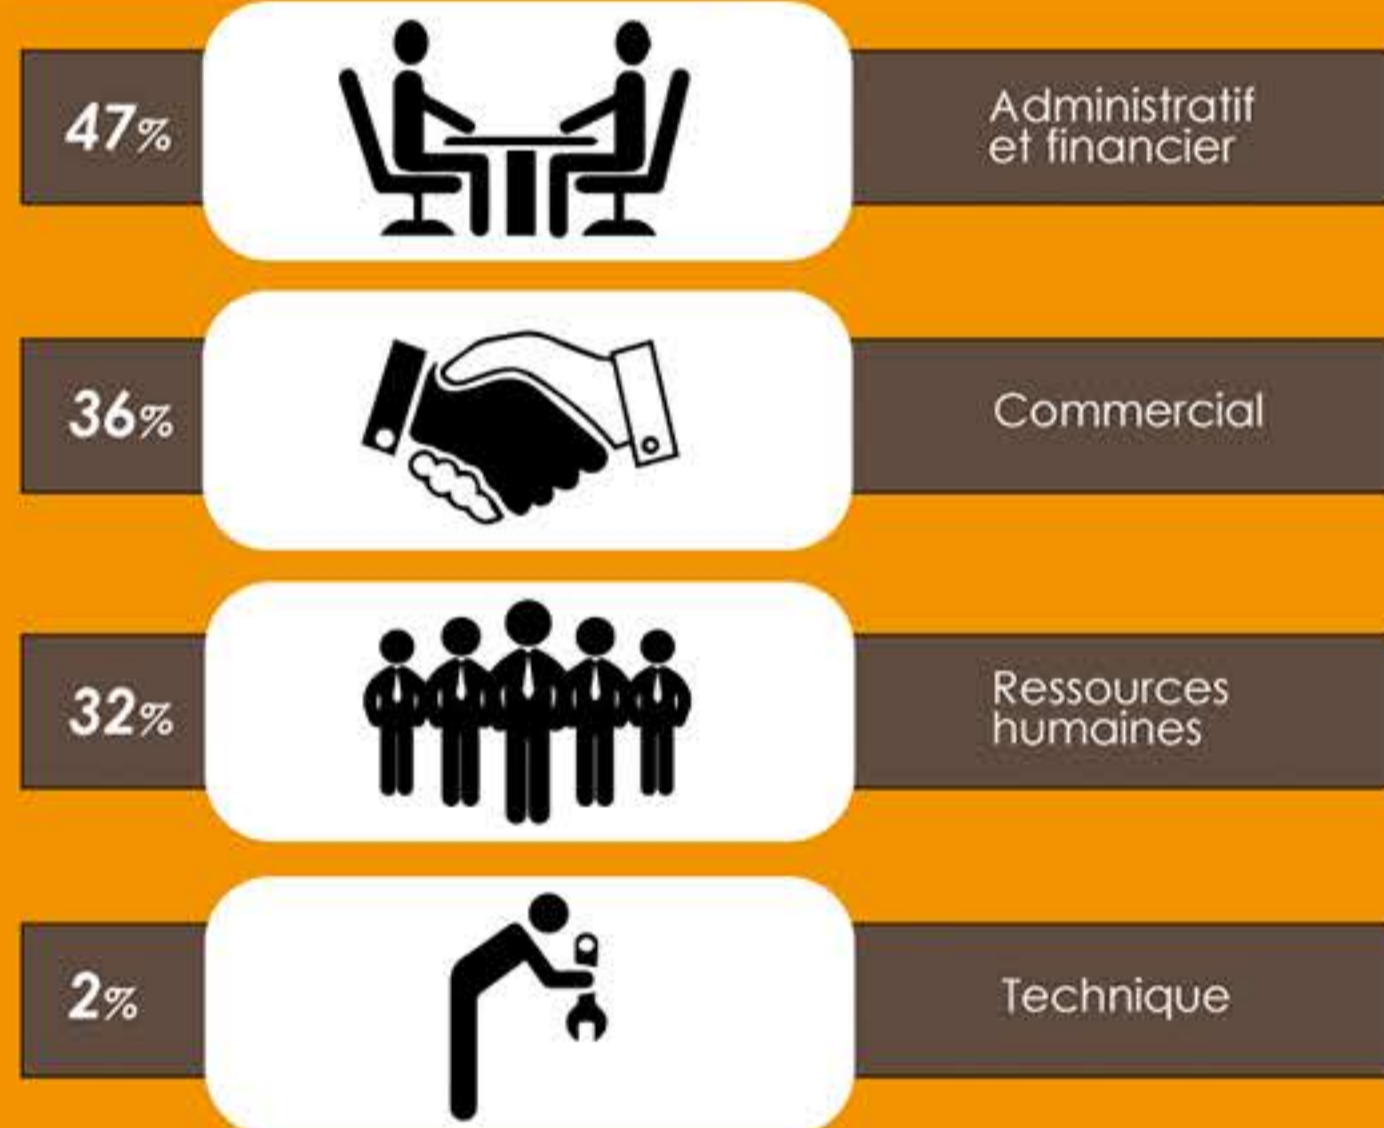 47%
Administratif
et financier
36%
Commercial
32%
Ressources
humaines
2%
Technique